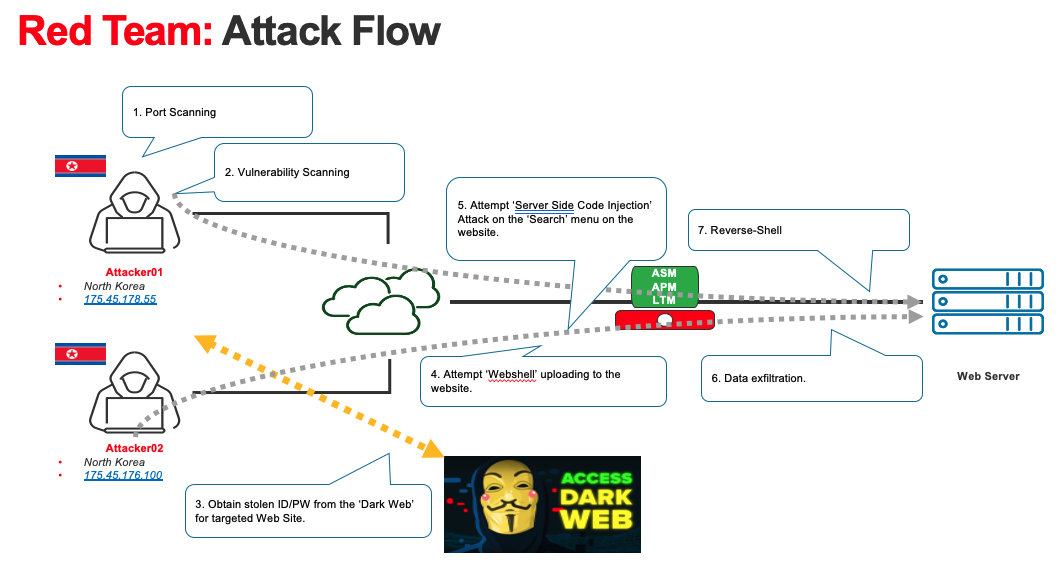 Red Team: Attack Flow
1. Port Scanning
2. Vulnerability Scanning
Attacker01
• North Korea
• 175.45.178.55
5. Attempt ‘Server Side Code Injection’
Attack on the ‘Search’ menu on the
website.
7. Reverse-Shell
ASM
APM
LTM
Web Server
4. Attempt ‘Webshell’ uploading to the
website.
6. Data exfiltration.
Attacker02
• North Korea
• 175.45.176.100
3. Obtain stolen ID/PW from the ‘Dark Web’
for targeted Web Site.
ACCESS
DARK
WEB